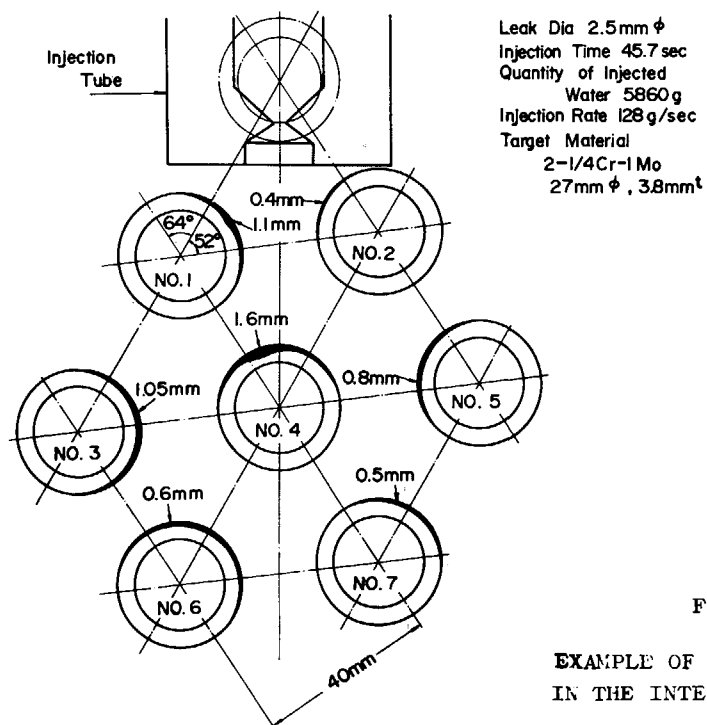 Injection
Tube
Leak Dia 2.5mm φ
Injection Time 45.7 sec
Quantity of Injected
Water 5860 g
Injection Rate 128 g/sec
Target Material
2-1/4Cr-1Mo
27mm φ, 3.8mm t
0.4mm
1.1mm
64°
52°
NO.1
NO.2
1.6mm
0.8mm
1.05mm
NO.3
NO.4
NO.5
0.6mm
0.5mm
NO.6
NO.7
40mm
F
EXAMPLE OF
IN THE INTE